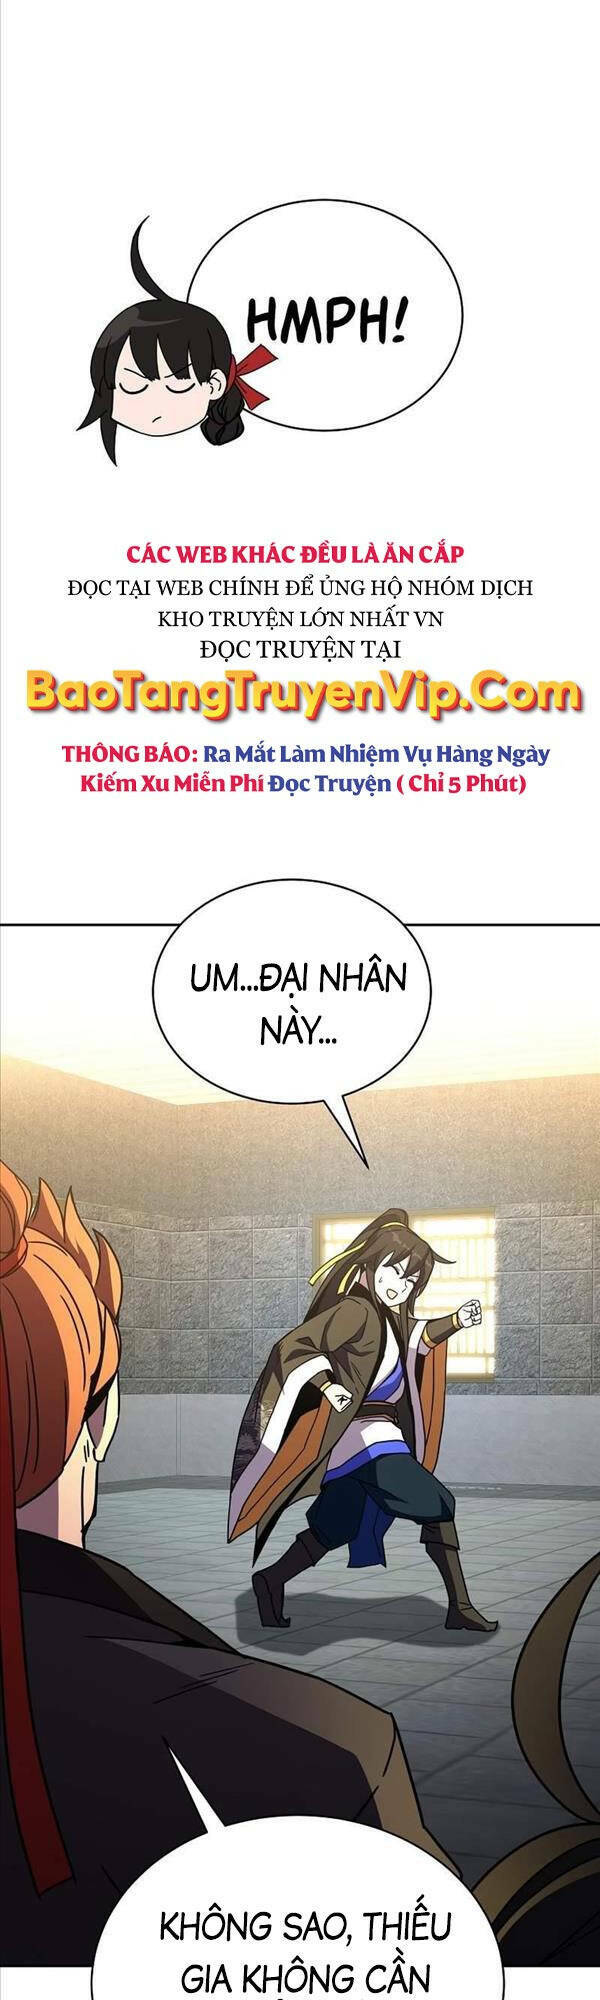 HMPH!
CÁC WEB KHÁC ĐỀU LÀ ĂN CẮP
ĐỌC TẠI WEB CHÍNH ĐỂ ỦNG HỘ NHÓM DỊCH
KHO TRUYỆN LỚN NHẤT VN
ĐỌC TRUYỆN TẠI
BaoTangTruyenVip.Com
THÔNG BÁO: Ra Mắt Làm Nhiệm Vụ Hàng Ngày
Kiếm Xu Miễn Phí Đọc Truyện ( Chỉ 5 Phút)
UM...ĐẠI NHÂN
NÀY...
KHÔNG SAO, THIẾU
GIA KHÔNG CẦN